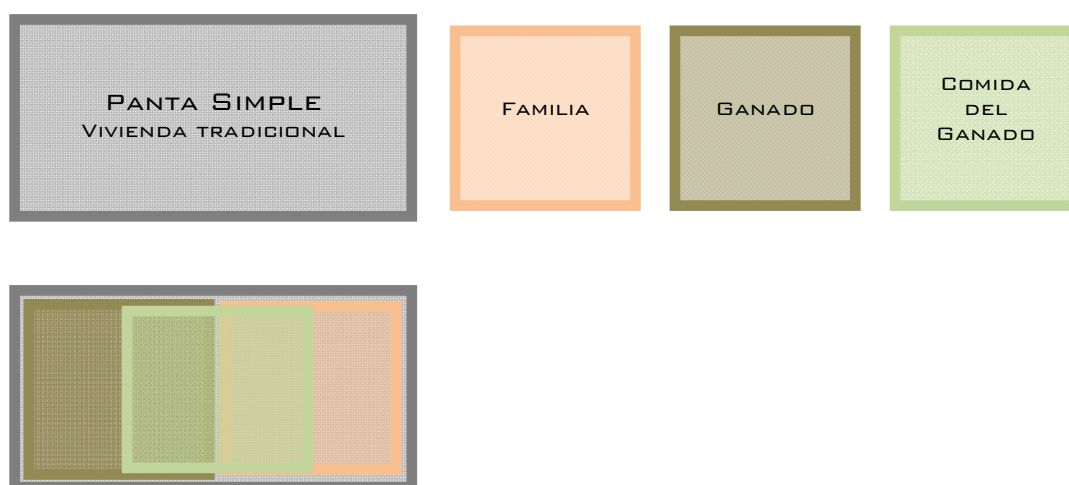 Panta Simple
Vivienda tradicional
Familia
Ganado
Comida
del
Ganado